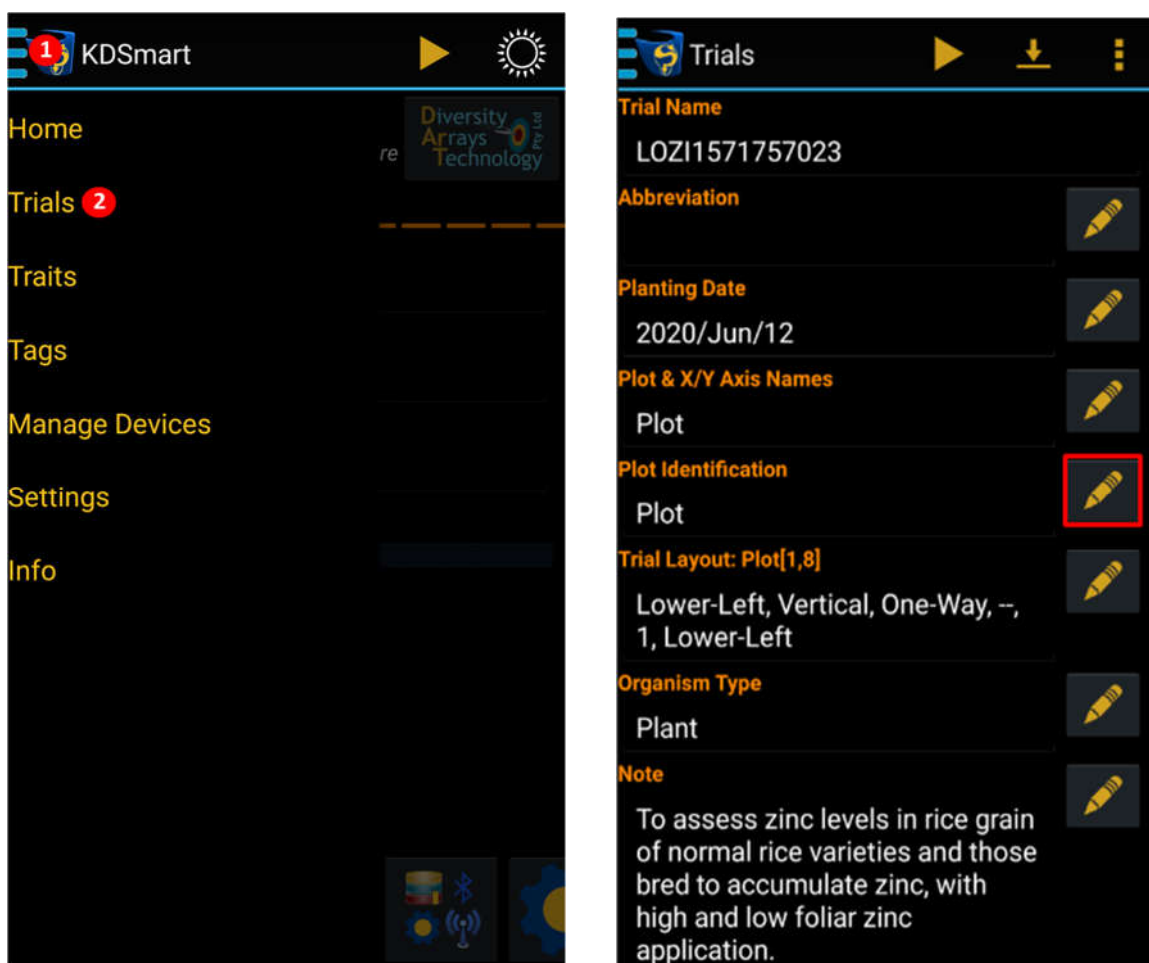 1
KDSmart
Home
Diversity
Arrays
Technology
Pty Ltd
re
Trials 2
Traits
Tags
Manage Devices
Settings
Info
Trials
Trial Name
LOZI1571757023
Abbreviation
Planting Date
2020/Jun/12
Plot & X/Y Axis Names
Plot
Plot Identification
Plot
Trial Layout: Plot[1,8]
Lower-Left, Vertical, One-Way, --,
1, Lower-Left
Organism Type
Plant
Note
To assess zinc levels in rice grain
of normal rice varieties and those
bred to accumulate zinc, with
high and low foliar zinc
application.